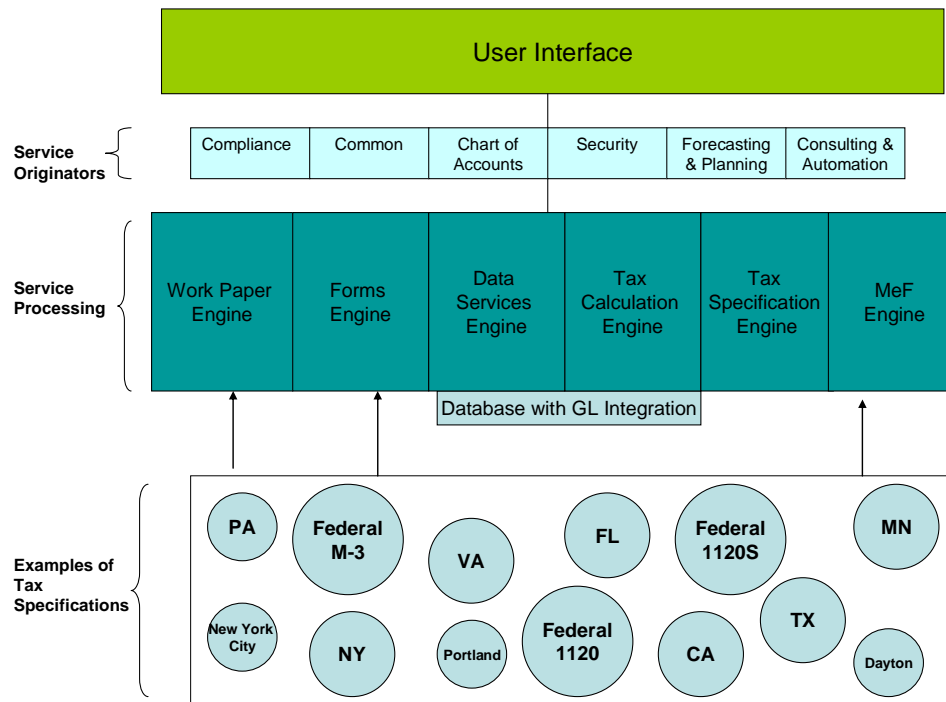 User Interface
Service
Originators
Compliance
Common
Chart of
Accounts
Security
Forecasting
& Planning
Consulting &
Automation
Service
Processing
Work Paper
Engine
Forms
Engine
Data
Services
Engine
Tax
Calculation
Engine
Tax
Specification
Engine
MeF
Engine
Database with GL Integration
Examples of
Tax
Specifications
PA
Federal
M-3
VA
FL
Federal
1120S
MN
New York
City
NY
Portland
Federal
1120
CA
TX
Dayton